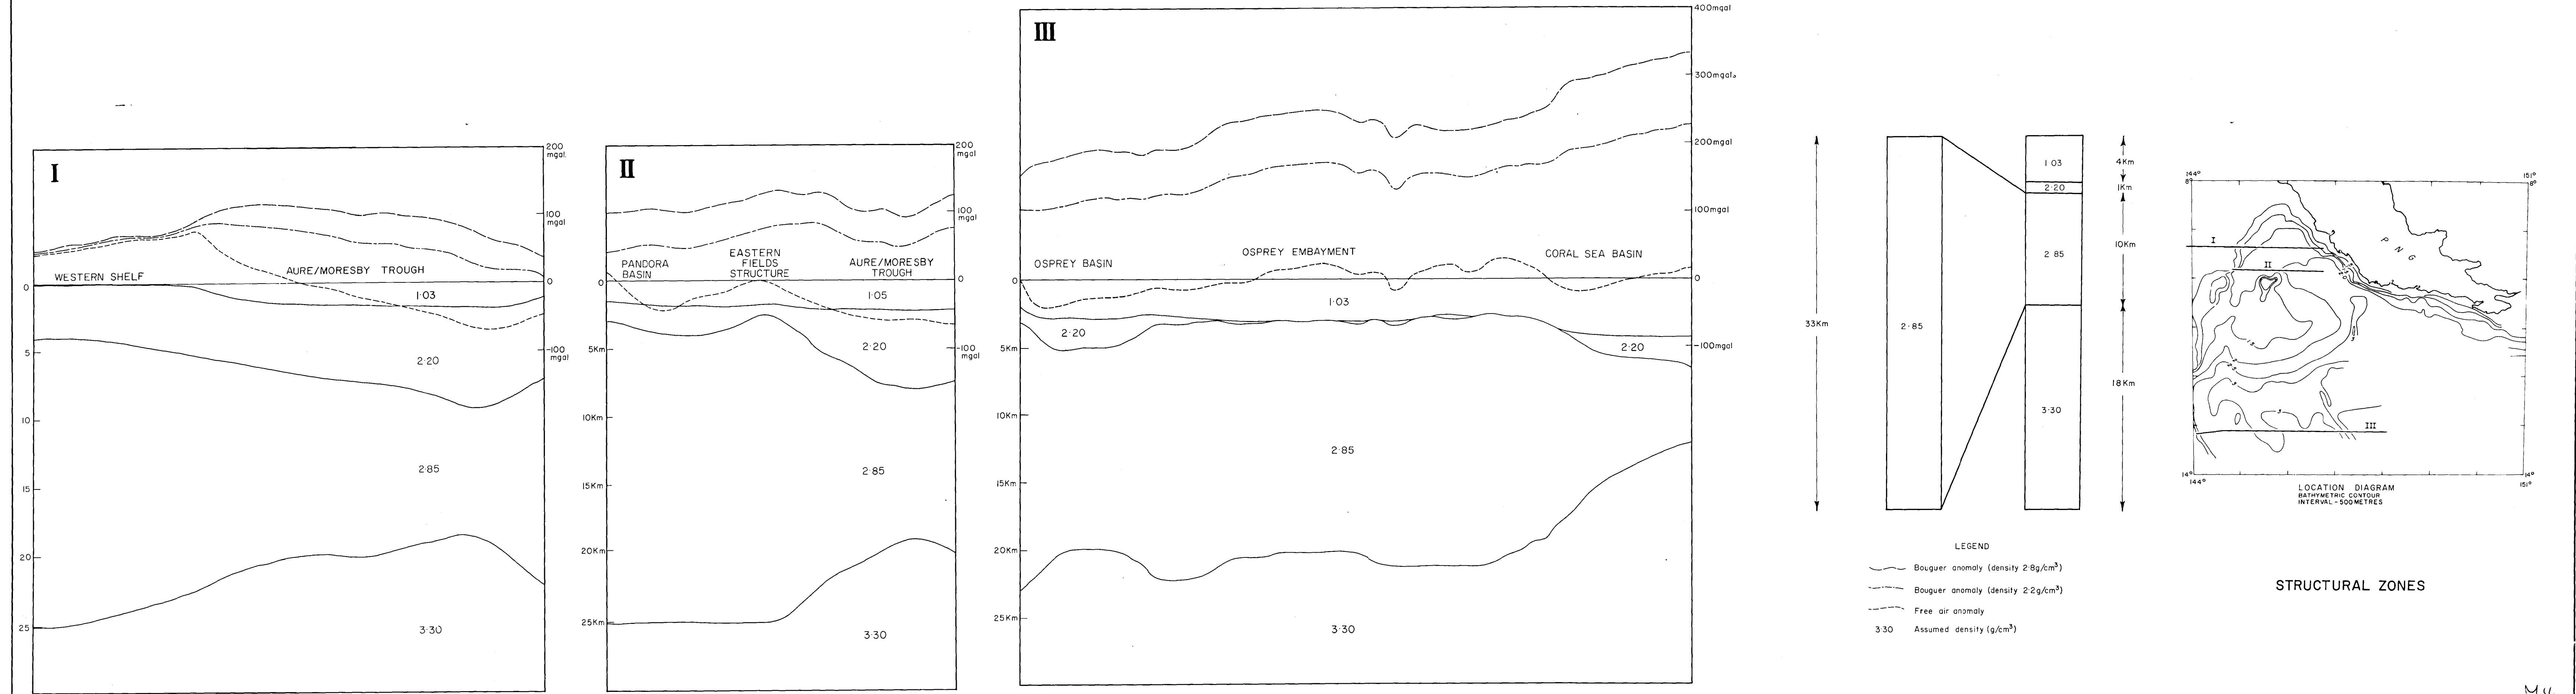 I
200
mgal.
100
mgal
0
-100
mgal
WESTERN SHELF
AURE/MORESBY TROUGH
0
5
10
15
20
25
1·03
2·20
2·85
3·30
II
200
mgal
100
mgal
0
-100
mgal
PANDORA
BASIN
EASTERN
FIELDS
STRUCTURE
AURE/MORESBY
TROUGH
0
5Km
10Km
15Km
20Km
25Km
1·05
2·20
2·85
3·30
III
400mgal
300mgal.
200mgal
100mgal
0
-100mgal
OSPREY BASIN
OSPREY EMBAYMENT
CORAL SEA BASIN
0
5Km
10Km
15Km
20Km
25Km
1·03
2·20
2·20
2·85
3·30
33Km
2·85
1·03
2·20
2·85
3·30
4Km
1Km
10Km
18Km
LEGEND
Bouguer anomaly (density 2·8g/cm³)
Bouguer anomaly (density 2·2g/cm³)
Free air anomaly
3·30 Assumed density (g/cm³)
144°
151°
8°
8°
I
II
III
P N G
14°
14°
144°
151°
LOCATION DIAGRAM
BATHYMETRIC CONTOUR
INTERVAL - 500 METRES
STRUCTURAL ZONES